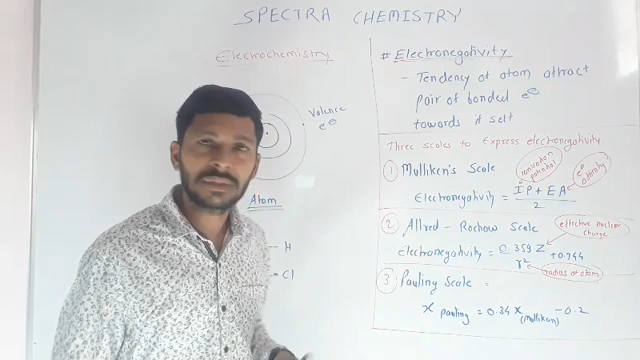 SPECTRA CHEMISTRY
Electrochemistry
Valence
e⊖
Atom
H
Cl
# Electronegativity
- Tendency of atom attract
pair of bonded e⊖
towards it self
Three scales to Express electronegativity.
① Mulliken's Scale
Ionisation potential
e⊖ affinity
Electronegativity = IP + EA / 2
② Allred - Rochow Scale
effective nuclear charge
Electronegativity = 0.359 Z / r² + 0.744
radius of atom
③ Pauling Scale
x pauling = 0.34 x (Mulliken) - 0.2